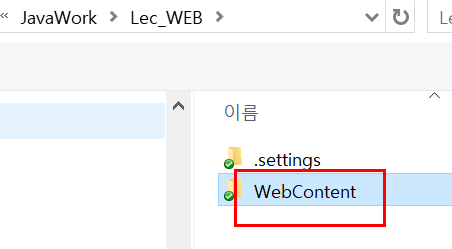 « JavaWork > Lec_WEB > Le
이름
.settings
WebContent